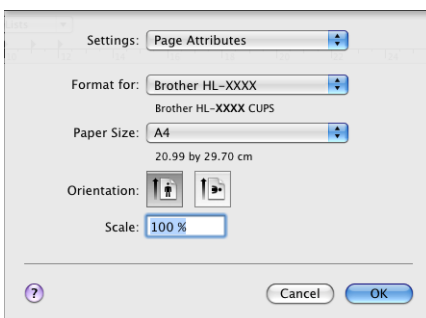 Settings: Page Attributes
Format for: Brother HL-XXXX
Brother HL-XXXX CUPS
Paper Size: A4
20.99 by 29.70 cm
Orientation:
Scale: 100 %
? Cancel OK